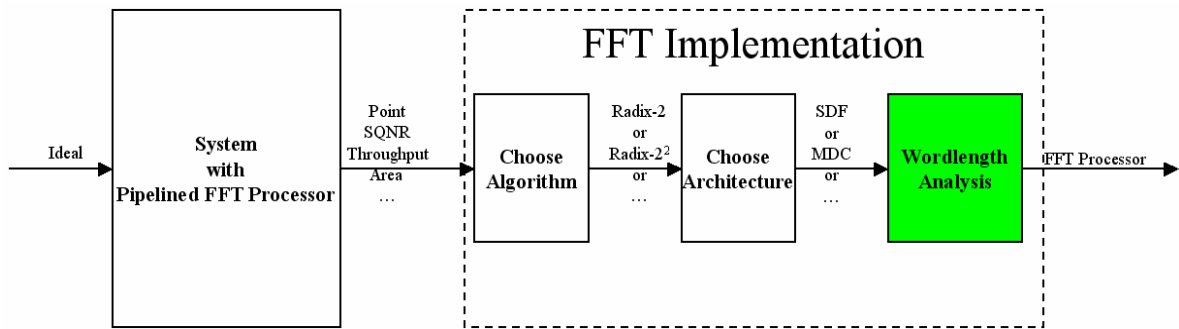 FFT Implementation
Ideal
System
with
Pipelined FFT Processor
Point
SQNR
Throughput
Area
…
Choose
Algorithm
Radix-2
or
Radix-2²
or
…
Choose
Architecture
SDF
or
MDC
or
…
Wordlength
Analysis
FFT Processor